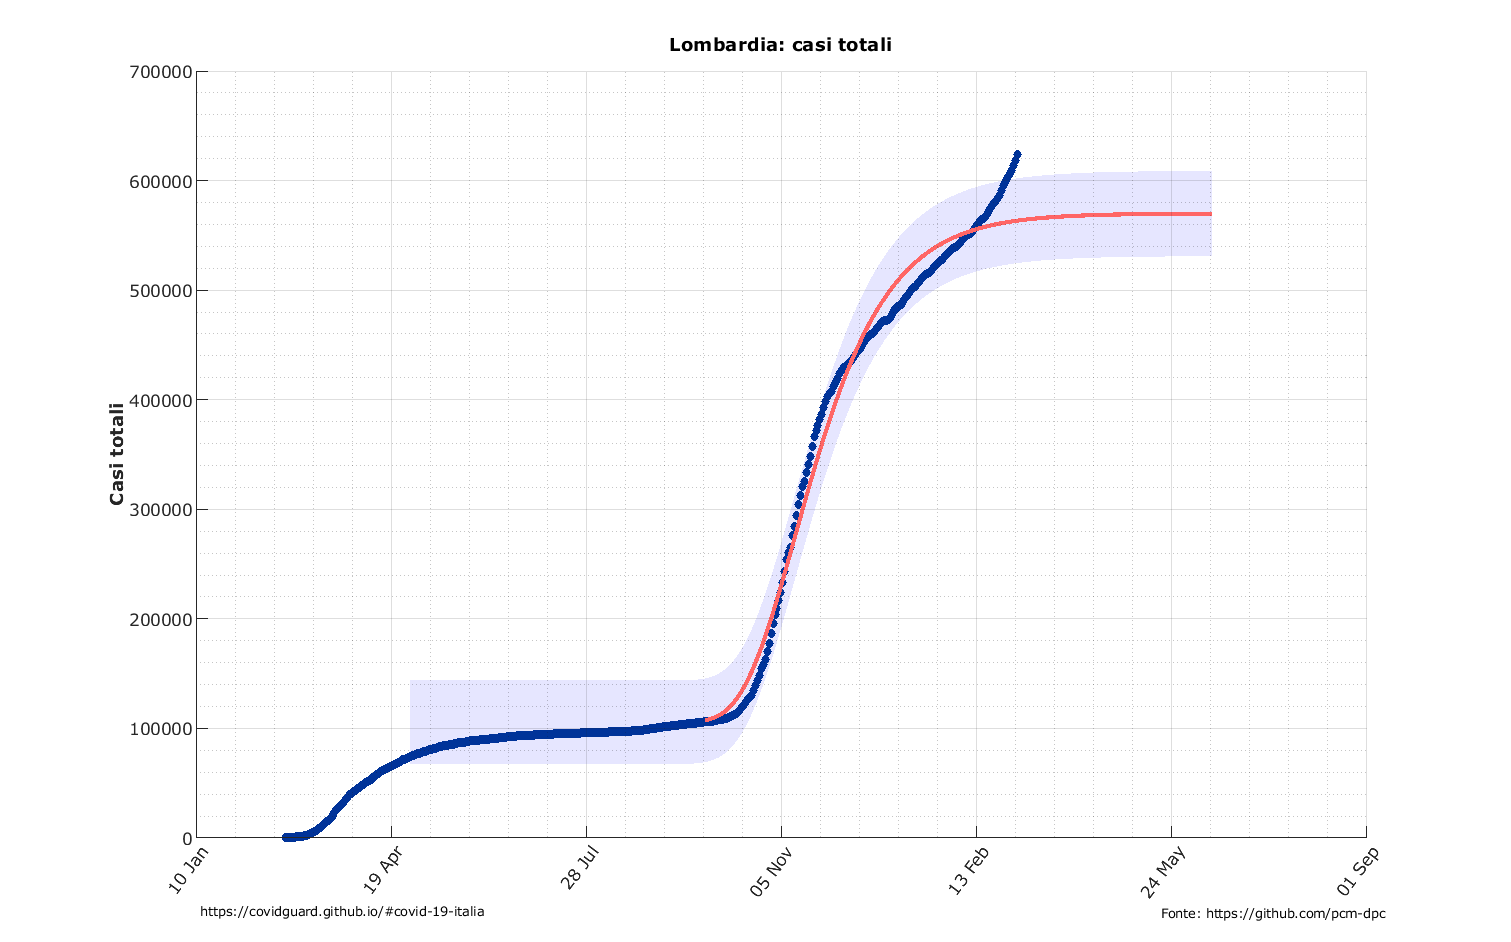 Lombardia: casi totali
700000
600000
500000
400000
300000
200000
100000
0
Casi totali
10 Jan
19 Apr
28 Jul
05 Nov
13 Feb
24 May
01 Sep
https://covidguard.github.io/#covid-19-italia
Fonte: https://github.com/pcm-dpc